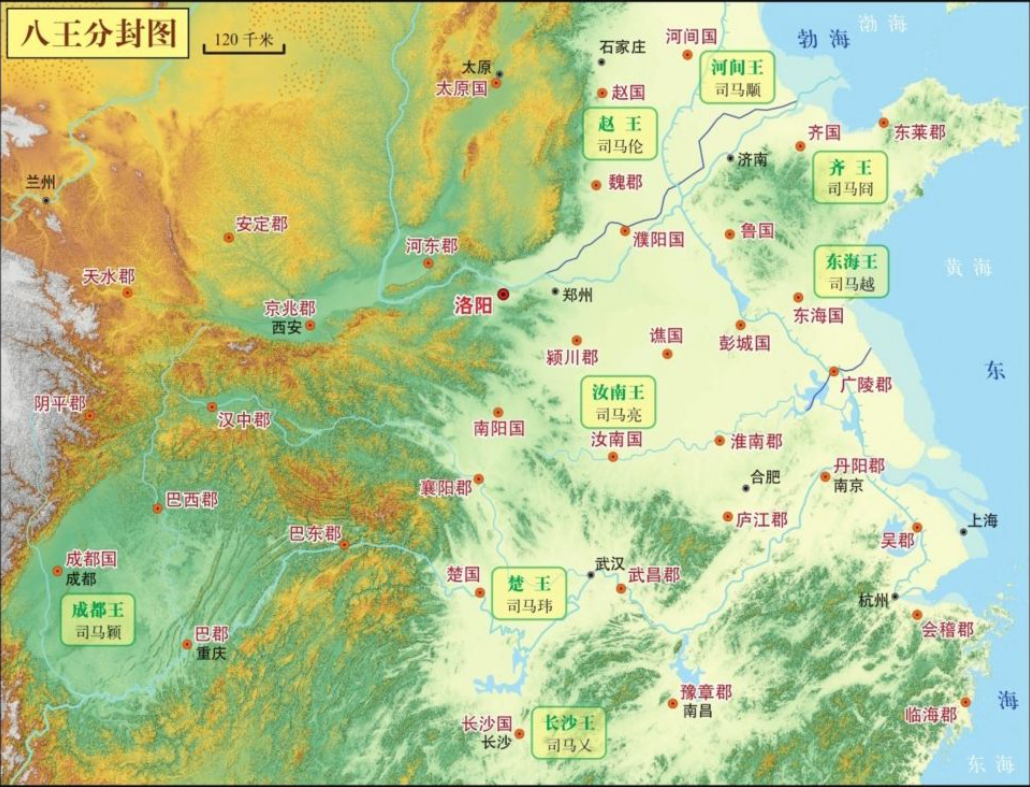 八王分封图
120 千米
渤海
勃海
石家庄
河间国
河间王
司马顒
太原
太原国
赵国
赵 王
司马伦
齐国
东莱郡
济南
齐 王
司马冏
兰州
魏郡
安定郡
河东郡
濮阳国
鲁国
东海王
司马越
黄海
天水郡
洛阳
郑州
东海国
京兆郡
西安
颍川郡
谯国
彭城国
东
广陵郡
阴平郡
汉中郡
汝南王
司马亮
南阳国
汝南国
淮南郡
襄阳郡
合肥
丹阳郡
南京
巴西郡
庐江郡
上海
巴东郡
吴郡
成都国
成都
楚国
楚 王
司马玮
武汉
武昌郡
杭州
成都王
司马颖
会稽郡
巴郡
重庆
豫章郡
南昌
海
临海郡
长沙国
长沙
长沙王
司马乂
东海